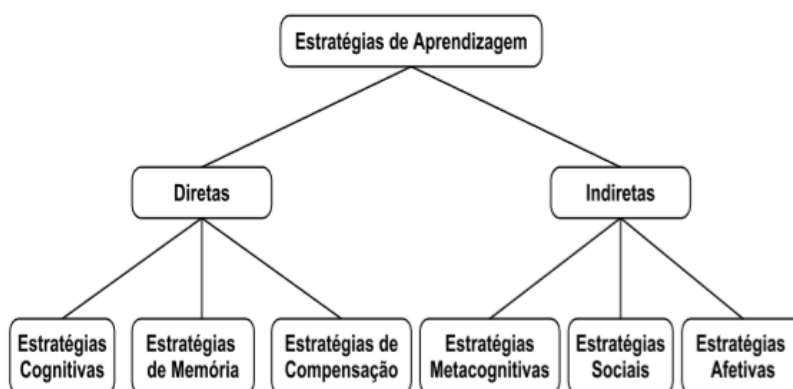 Estratégias de Aprendizagem
Diretas
Indiretas
Estratégias
Cognitivas
Estratégias
de Memória
Estratégias de
Compensação
Estratégias
Metacognitivas
Estratégias
Sociais
Estratégias
Afetivas